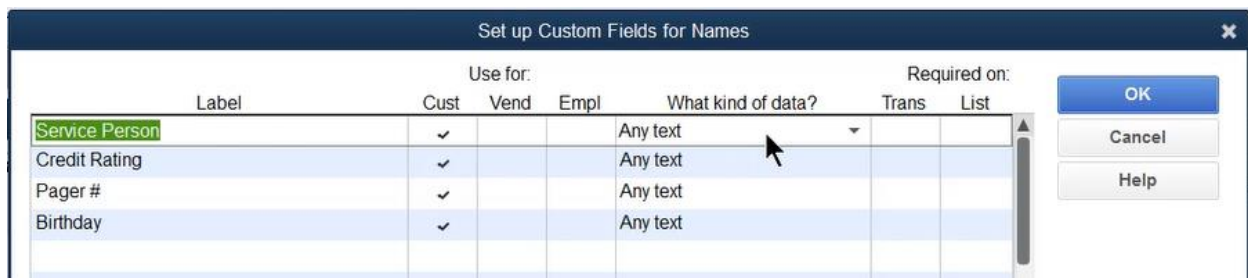 Set up Custom Fields for Names
Use for: Required on:
Label Cust Vend Empl What kind of data? Trans List
Service Person Any text
Credit Rating Any text
Pager # Any text
Birthday Any text
OK
Cancel
Help